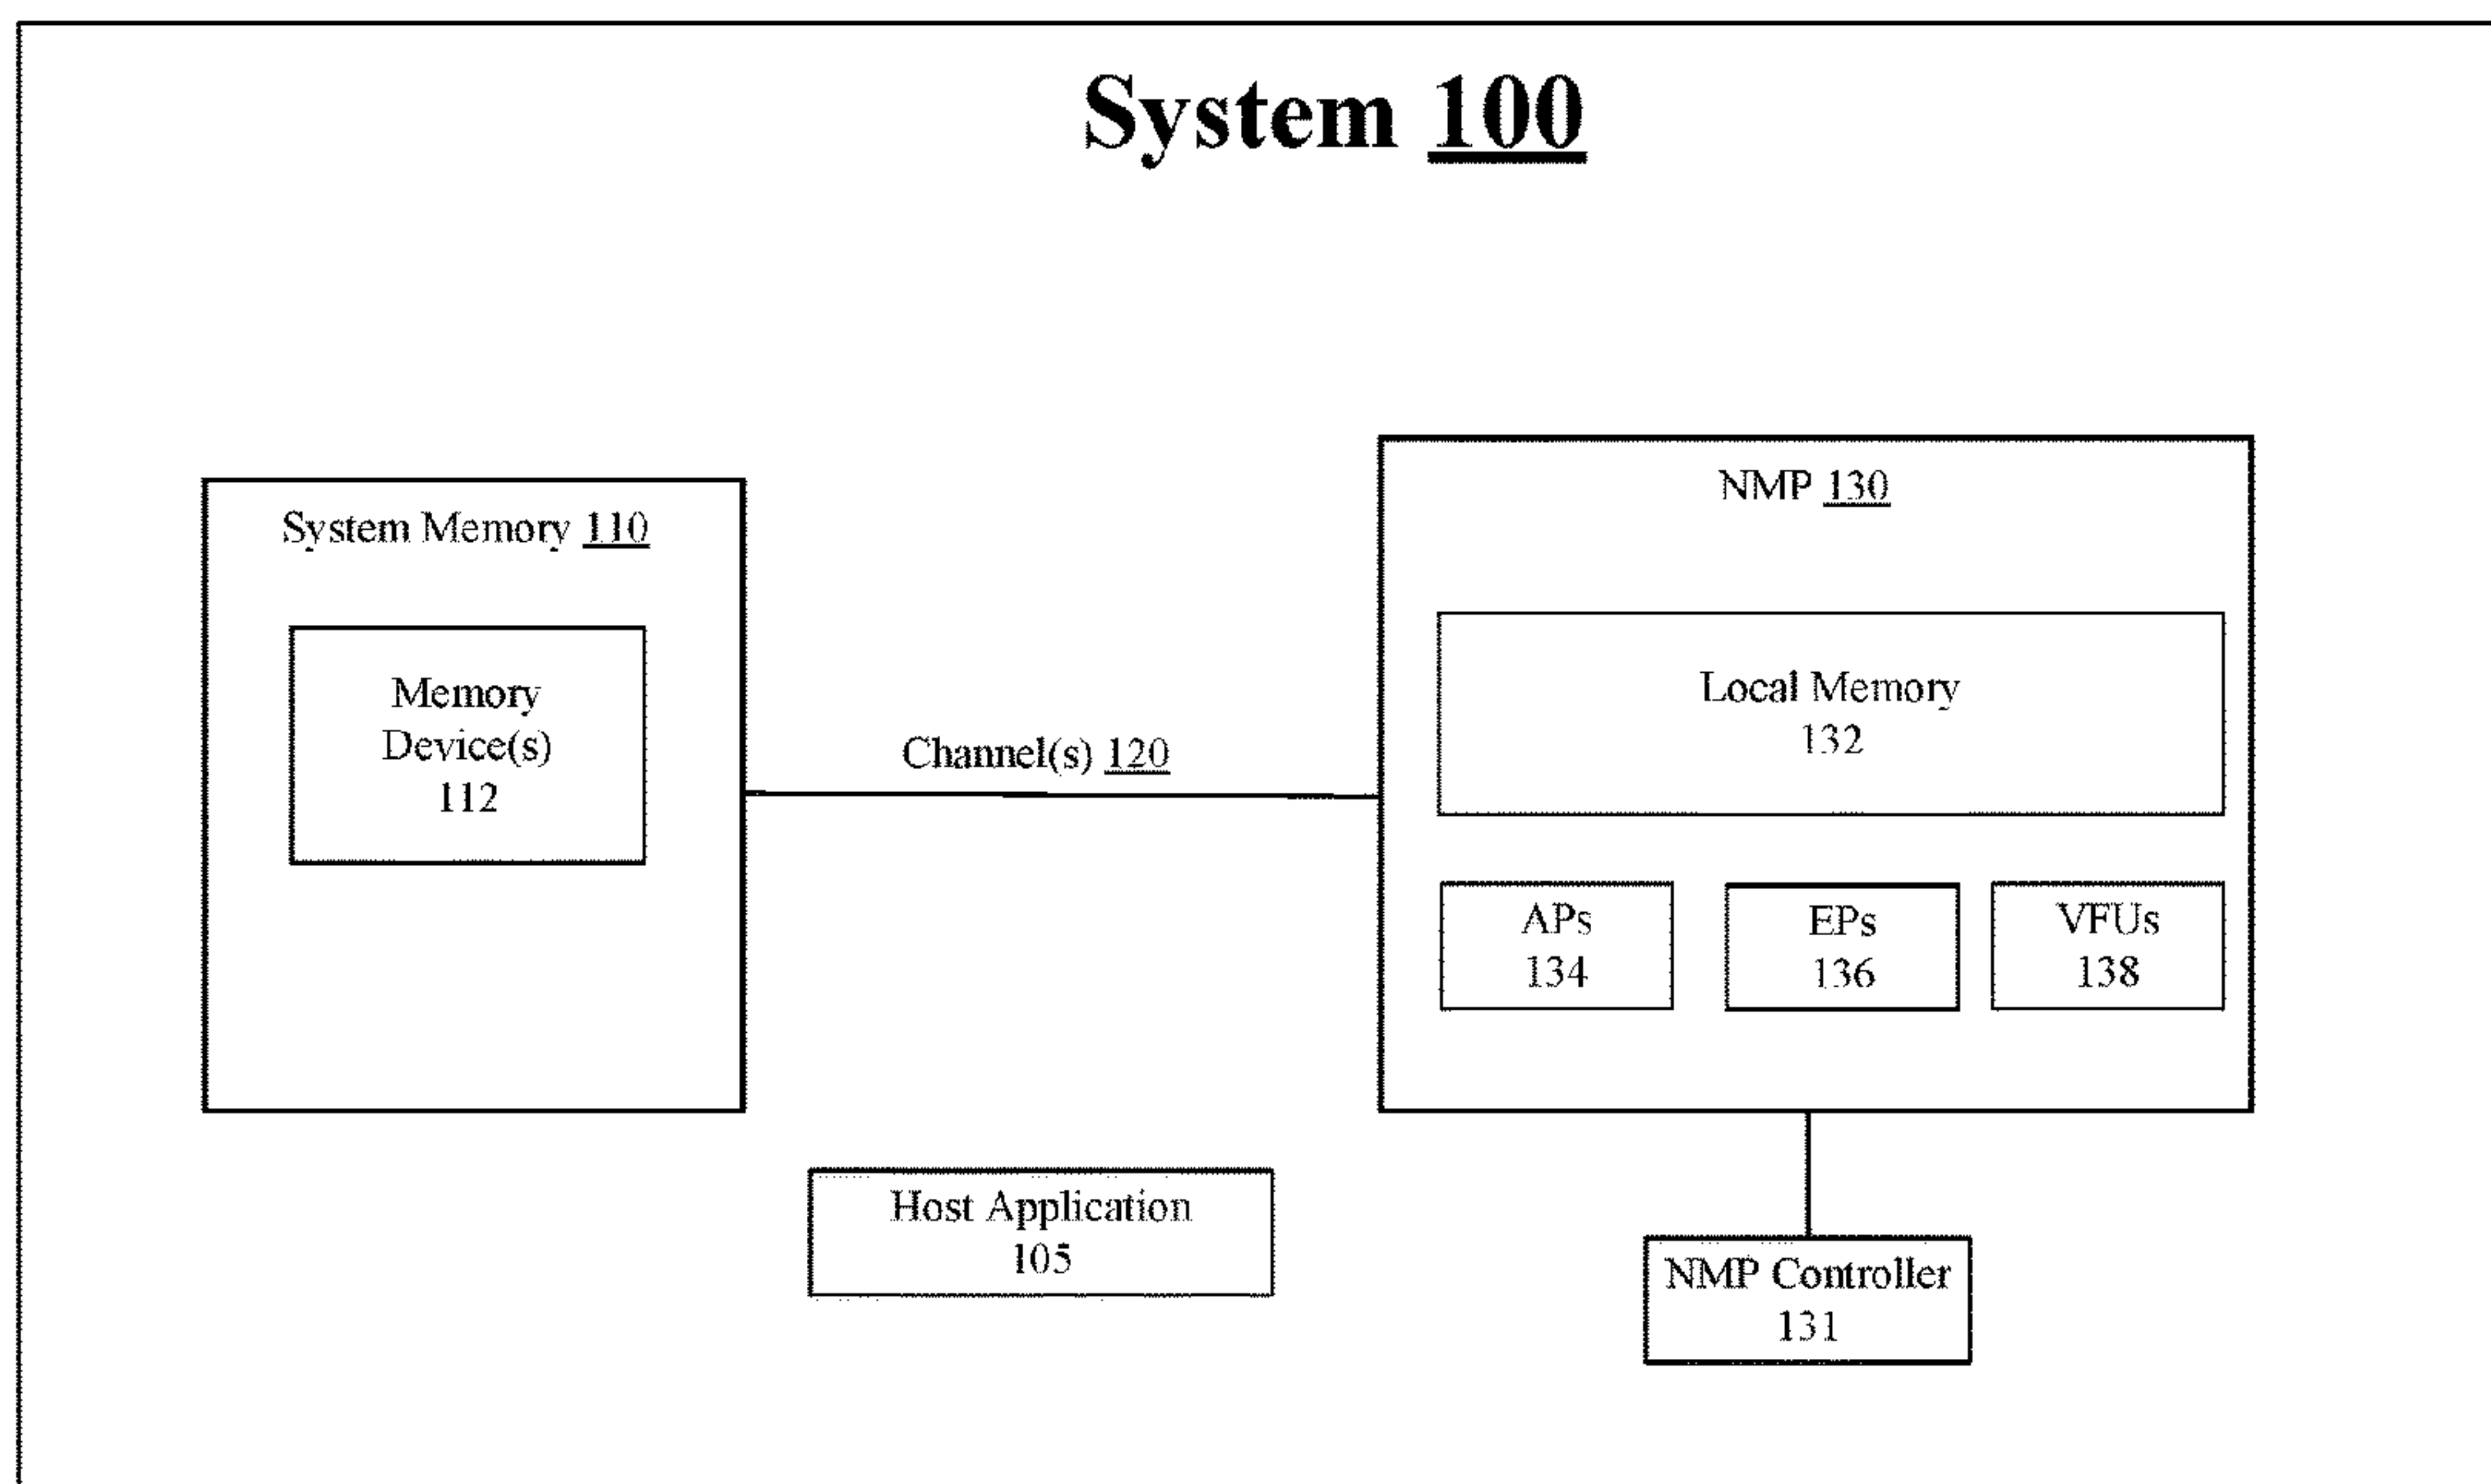 System 100
System Memory 110
Memory
Device(s)
112
Channel(s) 120
NMP 130
Local Memory
132
APs
134
EPs
136
VFUs
138
Host Application
105
NMP Controller
131